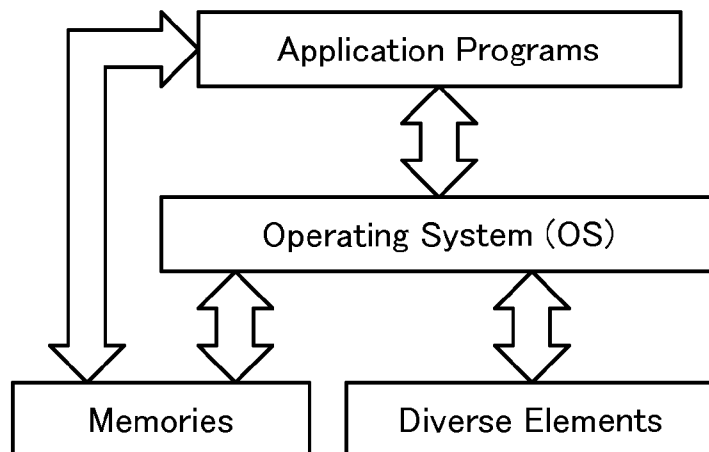 Application Programs
Operating System (OS)
Memories
Diverse Elements